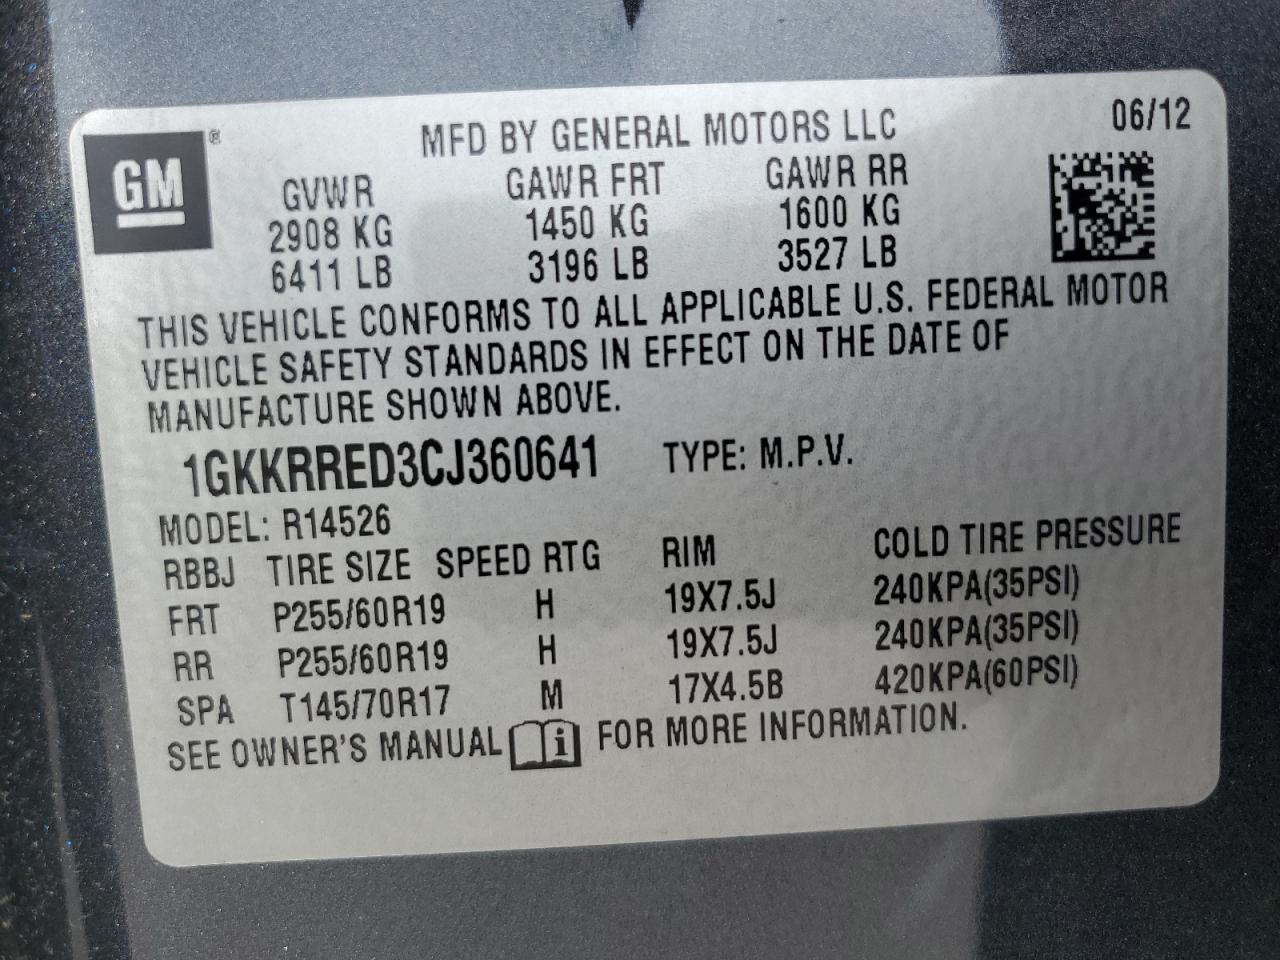 06/12
GM®
MFD BY GENERAL MOTORS LLC
GVWR GAWR FRT GAWR RR
2908 KG 1450 KG 1600 KG
6411 LB 3196 LB 3527 LB
THIS VEHICLE CONFORMS TO ALL APPLICABLE U.S. FEDERAL MOTOR
VEHICLE SAFETY STANDARDS IN EFFECT ON THE DATE OF
MANUFACTURE SHOWN ABOVE.
1GKKRRED3CJ360641 TYPE: M.P.V.
MODEL: R14526
RBBJ TIRE SIZE SPEED RTG RIM COLD TIRE PRESSURE
FRT P255/60R19 H 19X7.5J 240KPA(35PSI)
RR P255/60R19 H 19X7.5J 240KPA(35PSI)
SPA T145/70R17 M 17X4.5B 420KPA(60PSI)
SEE OWNER'S MANUAL i FOR MORE INFORMATION.